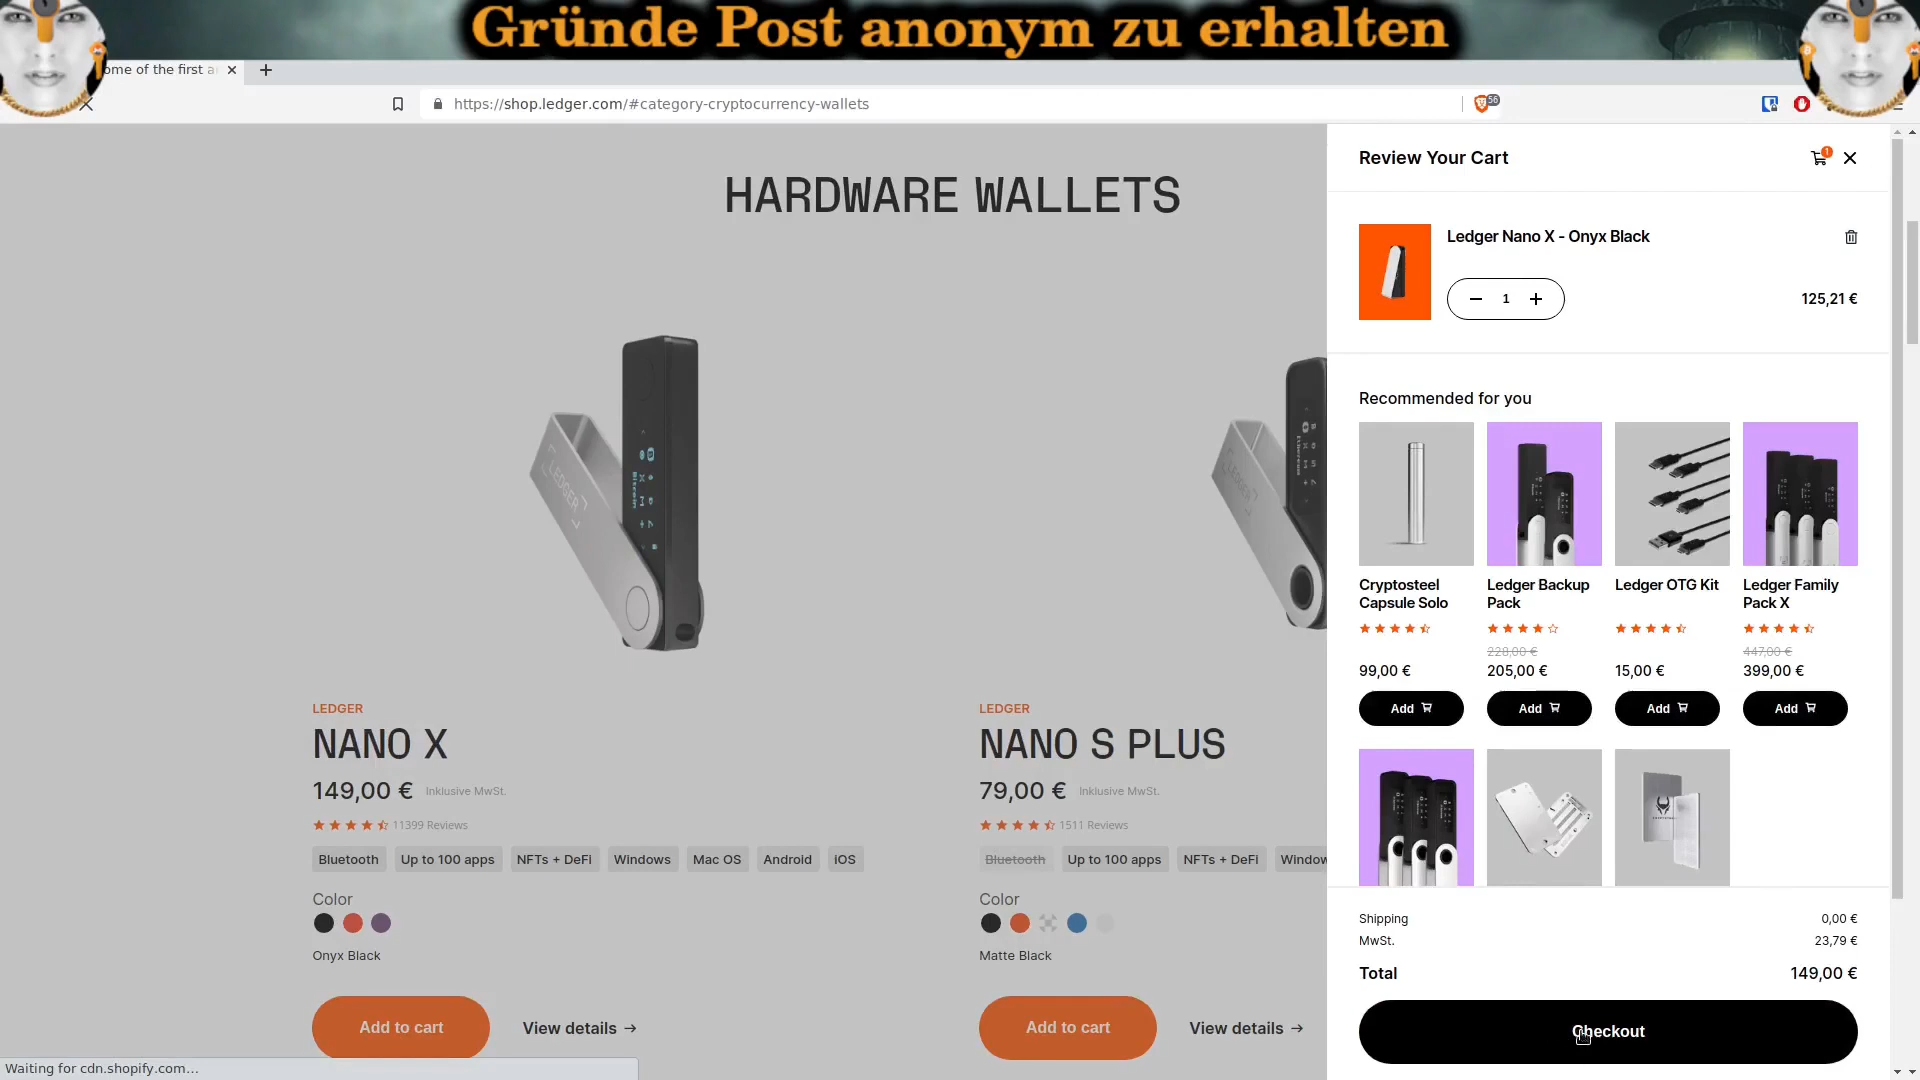 Gründe Post anonym zu erhalten
ome of the first a
https://shop.ledger.com/#category-cryptocurrency-wallets
56
HARDWARE WALLETS
LEDGER
NANO X
149,00 € Inklusive MwSt.
11399 Reviews
Bluetooth Up to 100 apps NFTs + DeFi Windows Mac OS Android iOS
Color
Onyx Black
Add to cart View details →
LEDGER
NANO S PLUS
79,00 € Inklusive MwSt.
1511 Reviews
Bluetooth Up to 100 apps NFTs + DeFi Window
Color
Matte Black
Add to cart View details →
Review Your Cart
1
Ledger Nano X - Onyx Black
1
125,21 €
Recommended for you
Cryptosteel
Capsule Solo
99,00 €
Add
Ledger Backup
Pack
228,00 €
205,00 €
Add
Ledger OTG Kit
15,00 €
Add
Ledger Family
Pack X
447,00 €
399,00 €
Add
Shipping 0,00 €
MwSt. 23,79 €
Total 149,00 €
Checkout
Waiting for cdn.shopify.com...